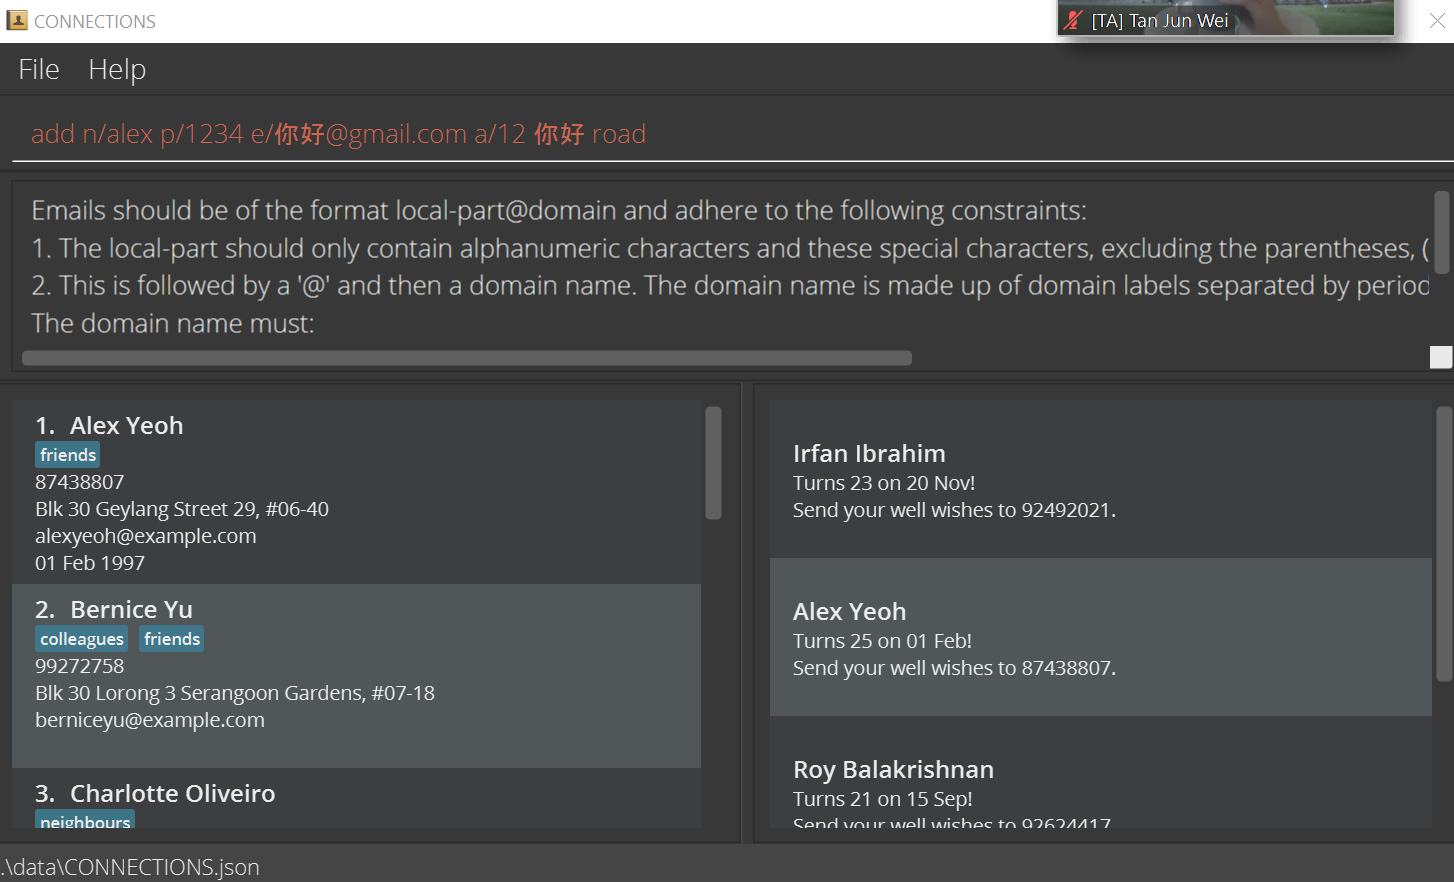 CONNECTIONS
[TA] Tan Jun Wei
File Help
add n/alex p/1234 e/你好@gmail.com a/12 你好 road
Emails should be of the format local-part@domain and adhere to the following constraints:
1. The local-part should only contain alphanumeric characters and these special characters, excluding the parentheses, (
2. This is followed by a '@' and then a domain name. The domain name is made up of domain labels separated by period
The domain name must:
1. Alex Yeoh
friends
87438807
Blk 30 Geylang Street 29, #06-40
alexyeoh@example.com
01 Feb 1997
2. Bernice Yu
colleagues friends
99272758
Blk 30 Lorong 3 Serangoon Gardens, #07-18
berniceyu@example.com
3. Charlotte Oliveiro
neighbours
Irfan Ibrahim
Turns 23 on 20 Nov!
Send your well wishes to 92492021.
Alex Yeoh
Turns 25 on 01 Feb!
Send your well wishes to 87438807.
Roy Balakrishnan
Turns 21 on 15 Sep!
Send your well wishes to 92624417
.\data\CONNECTIONS.json